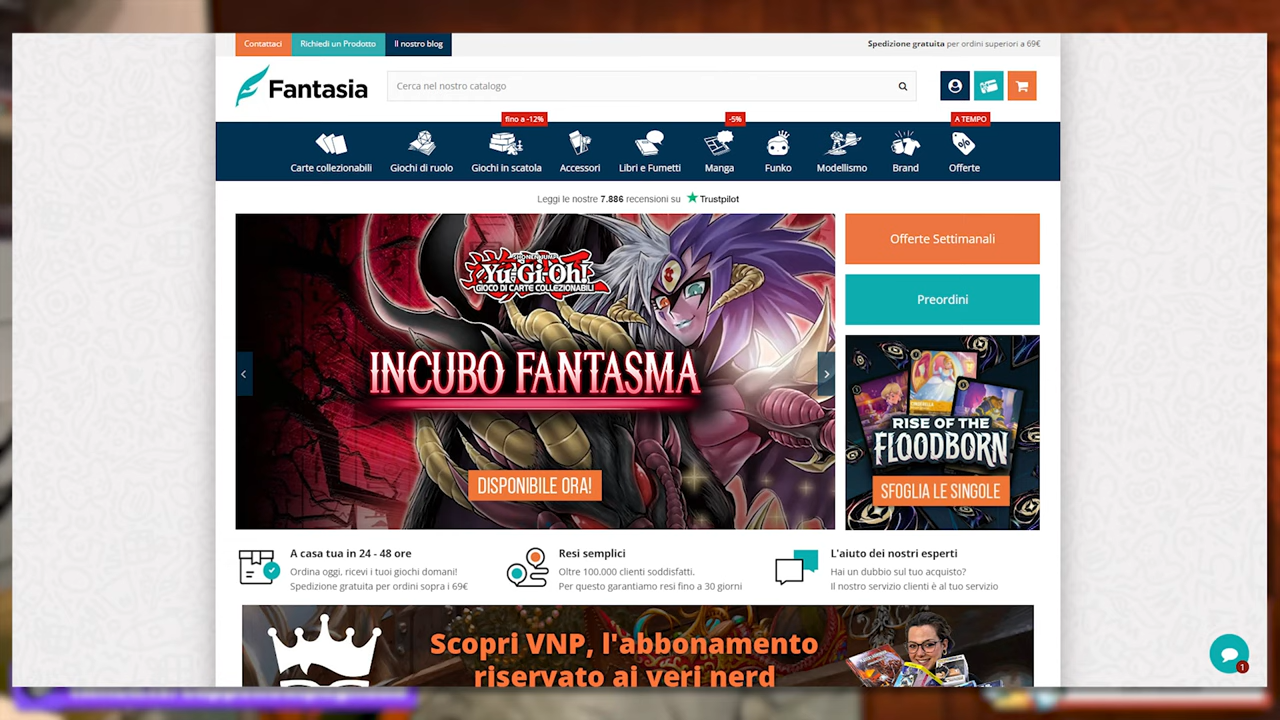 Contattaci
Richiedi un Prodotto
Il nostro blog
Spedizione gratuita per ordini superiori a 69€
Fantasia
Cerca nel nostro catalogo
fino a -12%
-5%
A TEMPO
Carte collezionabili
Giochi di ruolo
Giochi in scatola
Accessori
Libri e Fumetti
Manga
Funko
Modellismo
Brand
Offerte
Leggi le nostre 7.886 recensioni su Trustpilot
SHONEN JUMP
Yu-Gi-Oh!
GIOCO DI CARTE COLLEZIONABILI
INCUBO FANTASMA
DISPONIBILE ORA!
Offerte Settimanali
Preordini
RISE OF THE
FLOODBORN
SFOGLIA LE SINGOLE
A casa tua in 24 - 48 ore
Ordina oggi, ricevi i tuoi giochi domani!
Spedizione gratuita per ordini sopra i 69€
Resi semplici
Oltre 100.000 clienti soddisfatti.
Per questo garantiamo resi fino a 30 giorni
L'aiuto dei nostri esperti
Hai un dubbio sul tuo acquisto?
Il nostro servizio clienti è al tuo servizio
Scopri VNP, l'abbonamento
riservato ai veri nerd
1